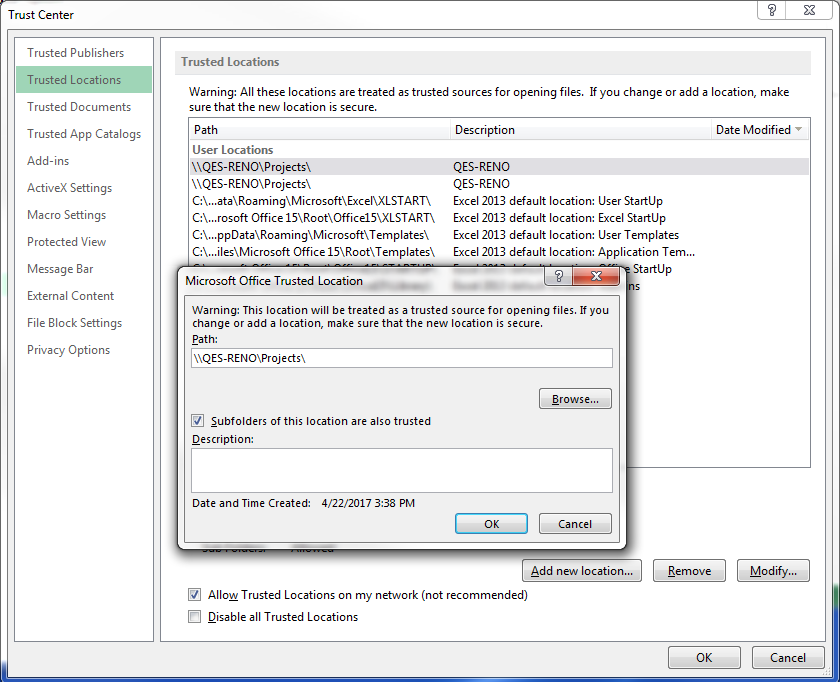 Trust Center
Trusted Publishers
Trusted Locations
Trusted Documents
Trusted App Catalogs
Add-ins
ActiveX Settings
Macro Settings
Protected View
Message Bar
External Content
File Block Settings
Privacy Options
Trusted Locations
Warning: All these locations are treated as trusted sources for opening files. If you change or add a location, make
sure that the new location is secure.
Path Description Date Modified
User Locations
\\QES-RENO\Projects\ QES-RENO
\\QES-RENO\Projects\ QES-RENO
C:\...ata\Roaming\Microsoft\Excel\XLSTART\ Excel 2013 default location: User StartUp
C:\...rosoft Office 15\Root\Office15\XLSTART\ Excel 2013 default location: Excel StartUp
C:\...ppData\Roaming\Microsoft\Templates\ Excel 2013 default location: User Templates
C:\...iles\Microsoft Office 15\Root\Templates\ Excel 2013 default location: Application Tem...
StartUp
Microsoft Office Trusted Location
Warning: This location will be treated as a trusted source for opening files. If you
change or add a location, make sure that the new location is secure.
Path:
\\QES-RENO\Projects\
Browse...
Subfolders of this location are also trusted
Description:
Date and Time Created: 4/22/2017 3:38 PM
OK Cancel
Add new location... Remove Modify...
Allow Trusted Locations on my network (not recommended)
Disable all Trusted Locations
OK Cancel